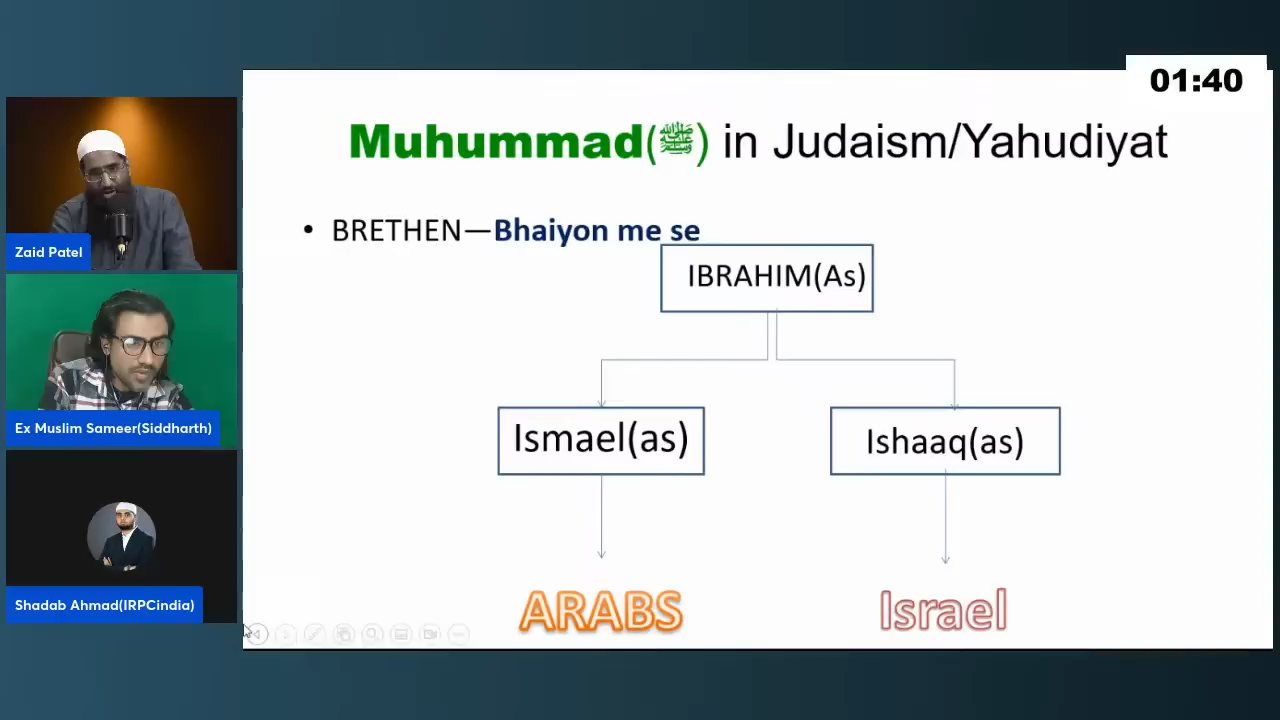 01:40
Muhummad(ﷺ) in Judaism/Yahudiyat
• BRETHEN—Bhaiyon me se
IBRAHIM(As)
Ismael(as)
Ishaaq(as)
ARABS
Israel
Zaid Patel
Ex Muslim Sameer(Siddharth)
Shadab Ahmad(IRPCindia)